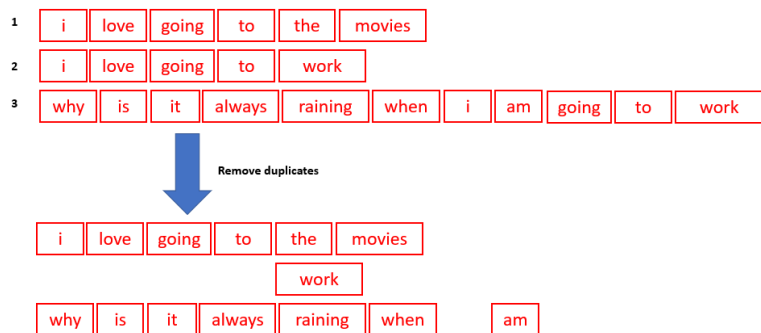 1 i love going to the movies
2 i love going to work
3 why is it always raining when i am going to work
Remove duplicates
i love going to the movies
work
why is it always raining when am